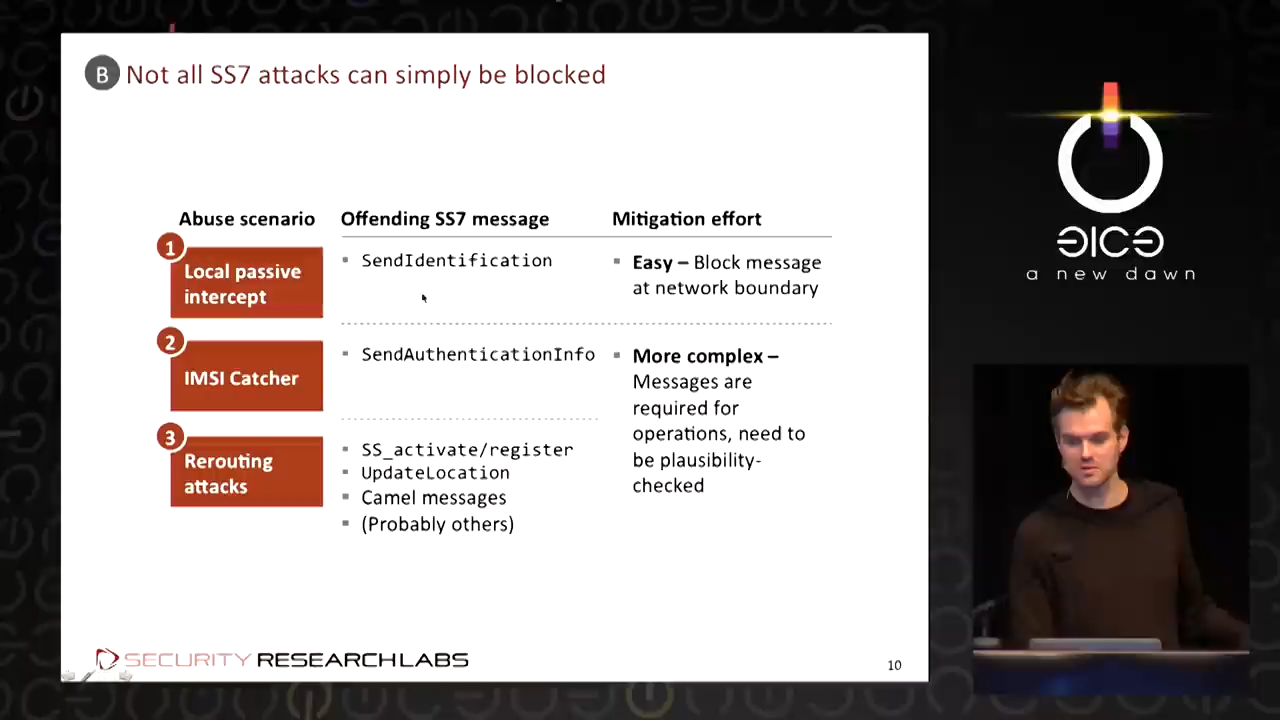 B Not all SS7 attacks can simply be blocked
Abuse scenario Offending SS7 message Mitigation effort
1
Local passive
intercept
SendIdentification
Easy – Block message
at network boundary
2
IMSI Catcher
SendAuthenticationInfo
More complex –
Messages are
required for
operations, need to
be plausibility-
checked
3
Rerouting
attacks
SS_activate/register
UpdateLocation
Camel messages
(Probably others)
SECURITY RESEARCH LABS
10
31C3
a new dawn